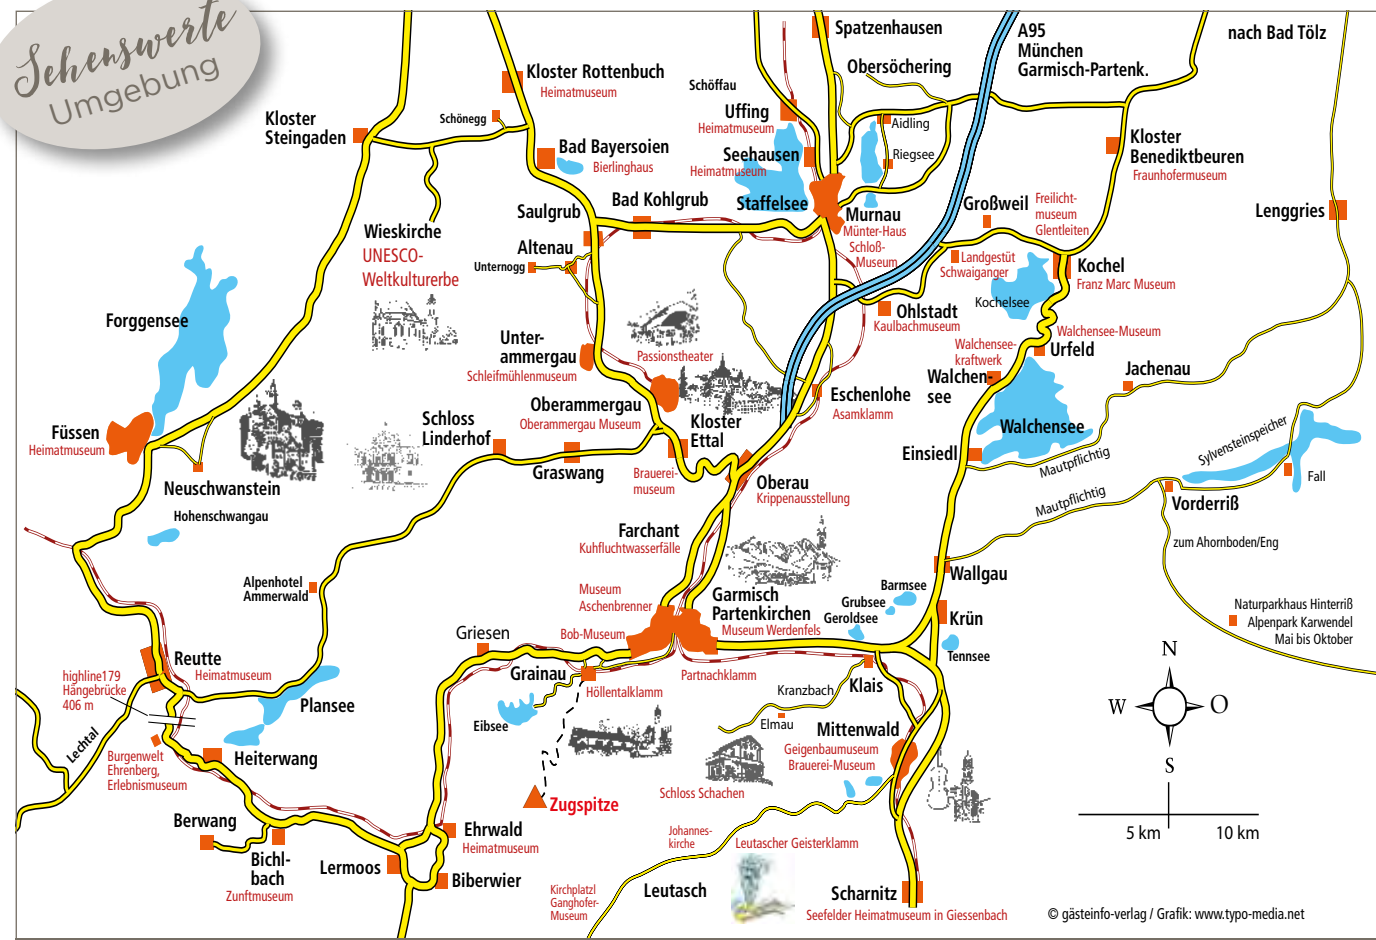 Sehenswerte
Umgebung
Spatzenhausen
A95
München
Garmisch-Partenk.
nach Bad Tölz
Obersöchering
Kloster Rottenbuch
Heimatmuseum
Schöffau
Uffing
Heimatmuseum
Kloster
Steingaden
Schönegg
Aidling
Riegsee
Kloster
Benediktbeuren
Fraunhofermuseum
Bad Bayersoien
Bierlinghaus
Seehausen
Heimatmuseum
Staffelsee
Bad Kohlgrub
Saulgrub
Murnau
Münter-Haus
Schloß-
Museum
Großweil
Freilicht-
museum
Glentleiten
Lenggries
Wieskirche
UNESCO-
Weltkulturerbe
Altenau
Unternogg
Landgestüt
Schwaiganger
Kochel
Franz Marc Museum
Kochelsee
Forggensee
Ohlstadt
Kaulbachmuseum
Walchensee-Museum
Urfeld
Unter-
ammergau
Schleifmühlenmuseum
Passionstheater
Walchensee-
kraftwerk
Walchen-
see
Jachenau
Eschenlohe
Asamklamm
Oberammergau
Oberammergau Museum
Schloss
Linderhof
Kloster
Ettal
Walchensee
Füssen
Heimatmuseum
Graswang
Einsiedl
Mautpflichtig
Sylvensteinspeicher
Fall
Neuschwanstein
Brauerei-
museum
Oberau
Krippenausstellung
Mautpflichtig
Vorderriß
Hohenschwangau
Farchant
Kuhfluchtwasserfälle
zum Ahornboden/Eng
Alpenhotel
Ammerwald
Museum
Aschenbrenner
Garmisch
Partenkirchen
Museum Werdenfels
Bob-Museum
Wallgau
Barmsee
Grubsee
Geroldsee
Krün
Tennsee
Naturparkhaus Hinterriß
Alpenpark Karwendel
Mai bis Oktober
Griesen
Grainau
Höllentalklamm
Partnachklamm
Reutte
Heimatmuseum
highline179
Hängebrücke
406 m
Plansee
Eibsee
Kranzbach
Klais
Elmau
Mittenwald
Geigenbaumuseum
Brauerei-Museum
N
W
O
S
Lechtal
Burgenwelt
Ehrenberg,
Erlebnismuseum
Heiterwang
Schloss Schachen
Zugspitze
Berwang
Bichl-
bach
Zunftmuseum
Ehrwald
Heimatmuseum
Lermoos
Biberwier
Johannes-
kirche
Leutascher Geisterklamm
5 km
10 km
Kirchplatzl
Ganghofer-
Museum
Leutasch
Scharnitz
Seefelder Heimatmuseum in Giessenbach
© gästeinfo-verlag / Grafik: www.typo-media.net